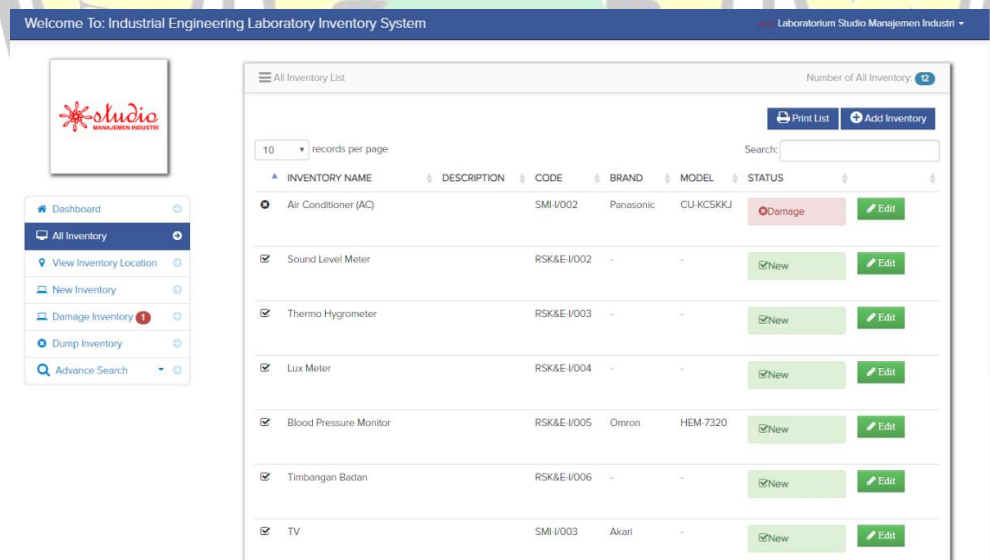 Welcome To: Industrial Engineering Laboratory Inventory System
Laboratorium Studio Manajemen Industri
studio
MANAJEMEN INDUSTRI
Dashboard
All Inventory
View Inventory Location
New Inventory
Damage Inventory 1
Dump Inventory
Advance Search
All Inventory List Number of All Inventory: 12
Print List Add Inventory
10 records per page Search:
INVENTORY NAME DESCRIPTION CODE BRAND MODEL STATUS
Air Conditioner (AC) SMI-I/002 Panasonic CU-KC5KKJ Damage Edit
Sound Level Meter RSK&E-I/002 - - New Edit
Thermo Hygrometer RSK&E-I/003 - - New Edit
Lux Meter RSK&E-I/004 - - New Edit
Blood Pressure Monitor RSK&E-I/005 Omron HEM-7320 New Edit
Timbangan Badan RSK&E-I/006 - - New Edit
TV SMI-I/003 Akari - New Edit